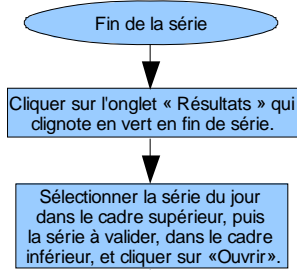 Fin de la série
Cliquer sur l'onglet « Résultats » qui
clignote en vert en fin de série.
Sélectionner la série du jour
dans le cadre supérieur, puis
la série à valider, dans le cadre
inférieur, et cliquer sur «Ouvrir».